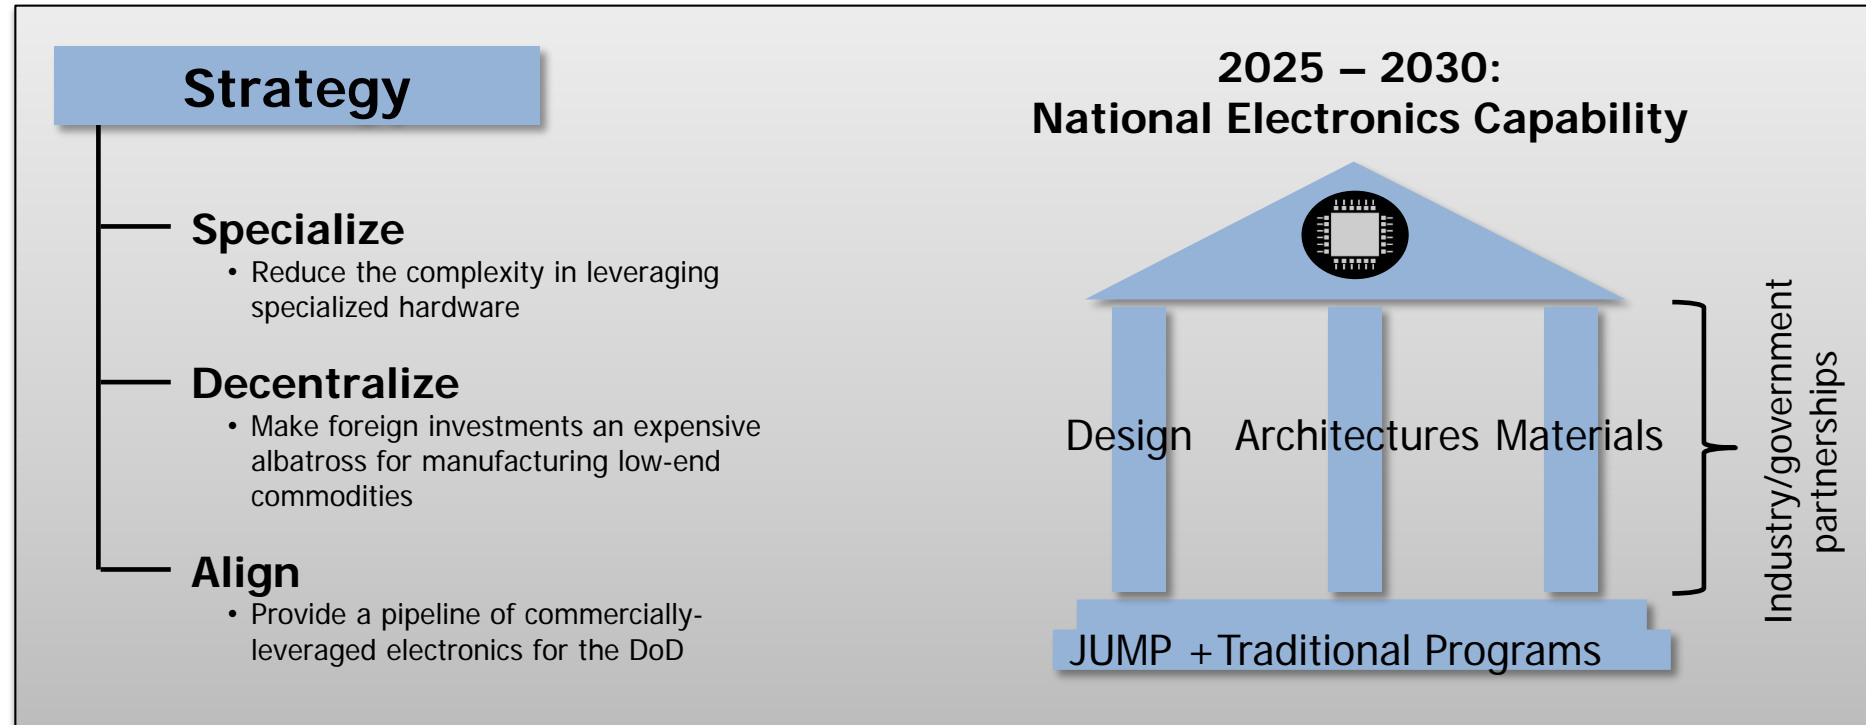 Strategy
Specialize
• Reduce the complexity in leveraging
specialized hardware
Decentralize
• Make foreign investments an expensive
albatross for manufacturing low-end
commodities
Align
• Provide a pipeline of commercially-
leveraged electronics for the DoD
2025 – 2030:
National Electronics Capability
Design Architectures Materials
JUMP + Traditional Programs
Industry/government
partnerships